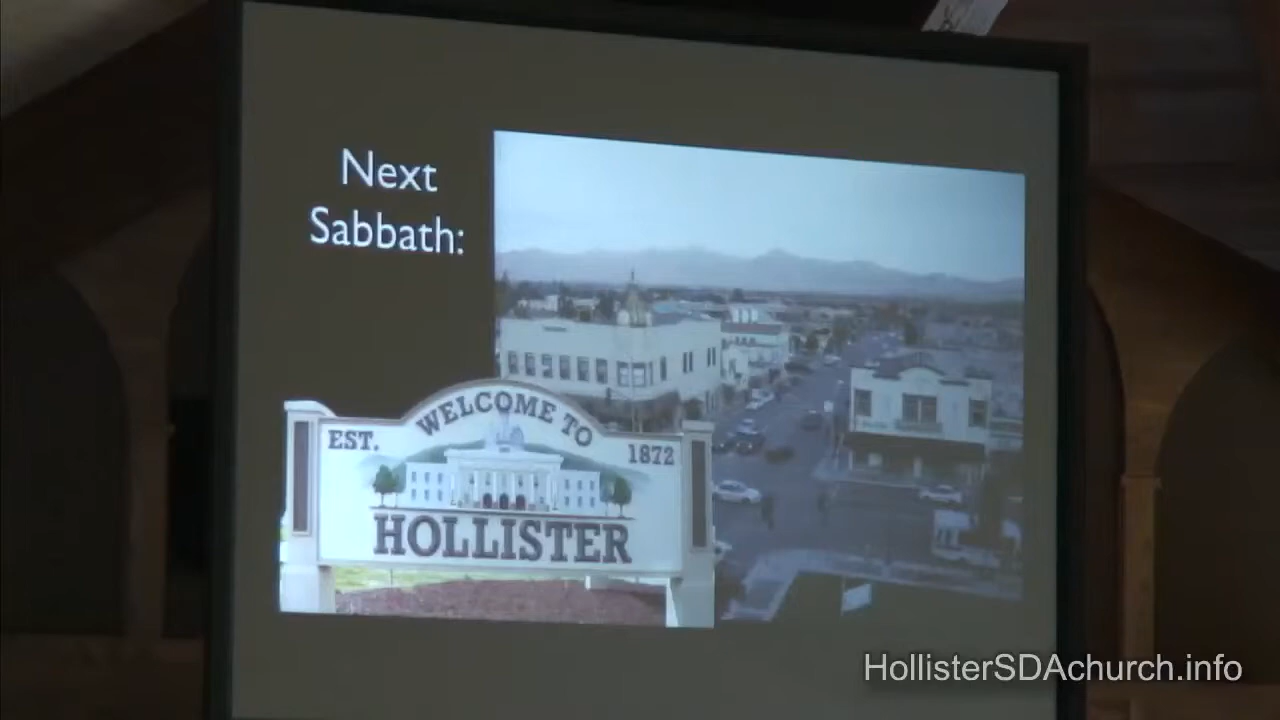 Next
Sabbath:
WELCOME TO
EST.
1872
HOLLISTER
HollisterSDAchurch.info